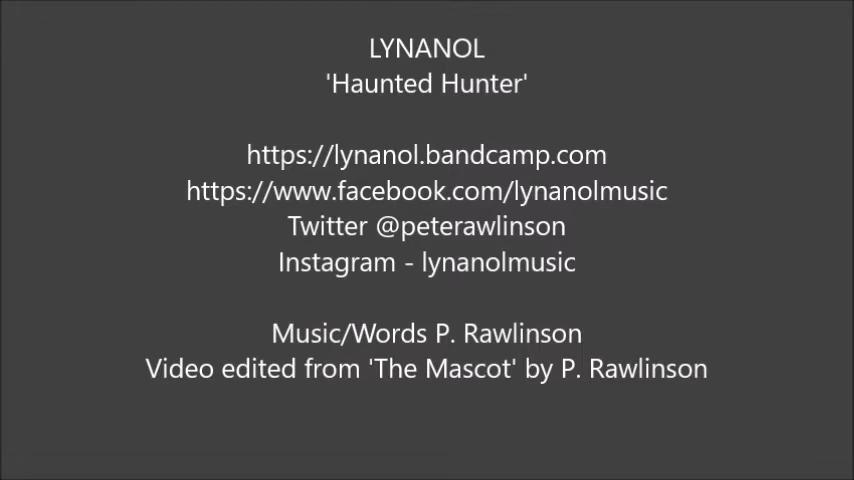 LYNANOL
'Haunted Hunter'
https://lynanol.bandcamp.com
https://www.facebook.com/lynanolmusic
Twitter @peterawlinson
Instagram - lynanolmusic
Music/Words P. Rawlinson
Video edited from 'The Mascot' by P. Rawlinson